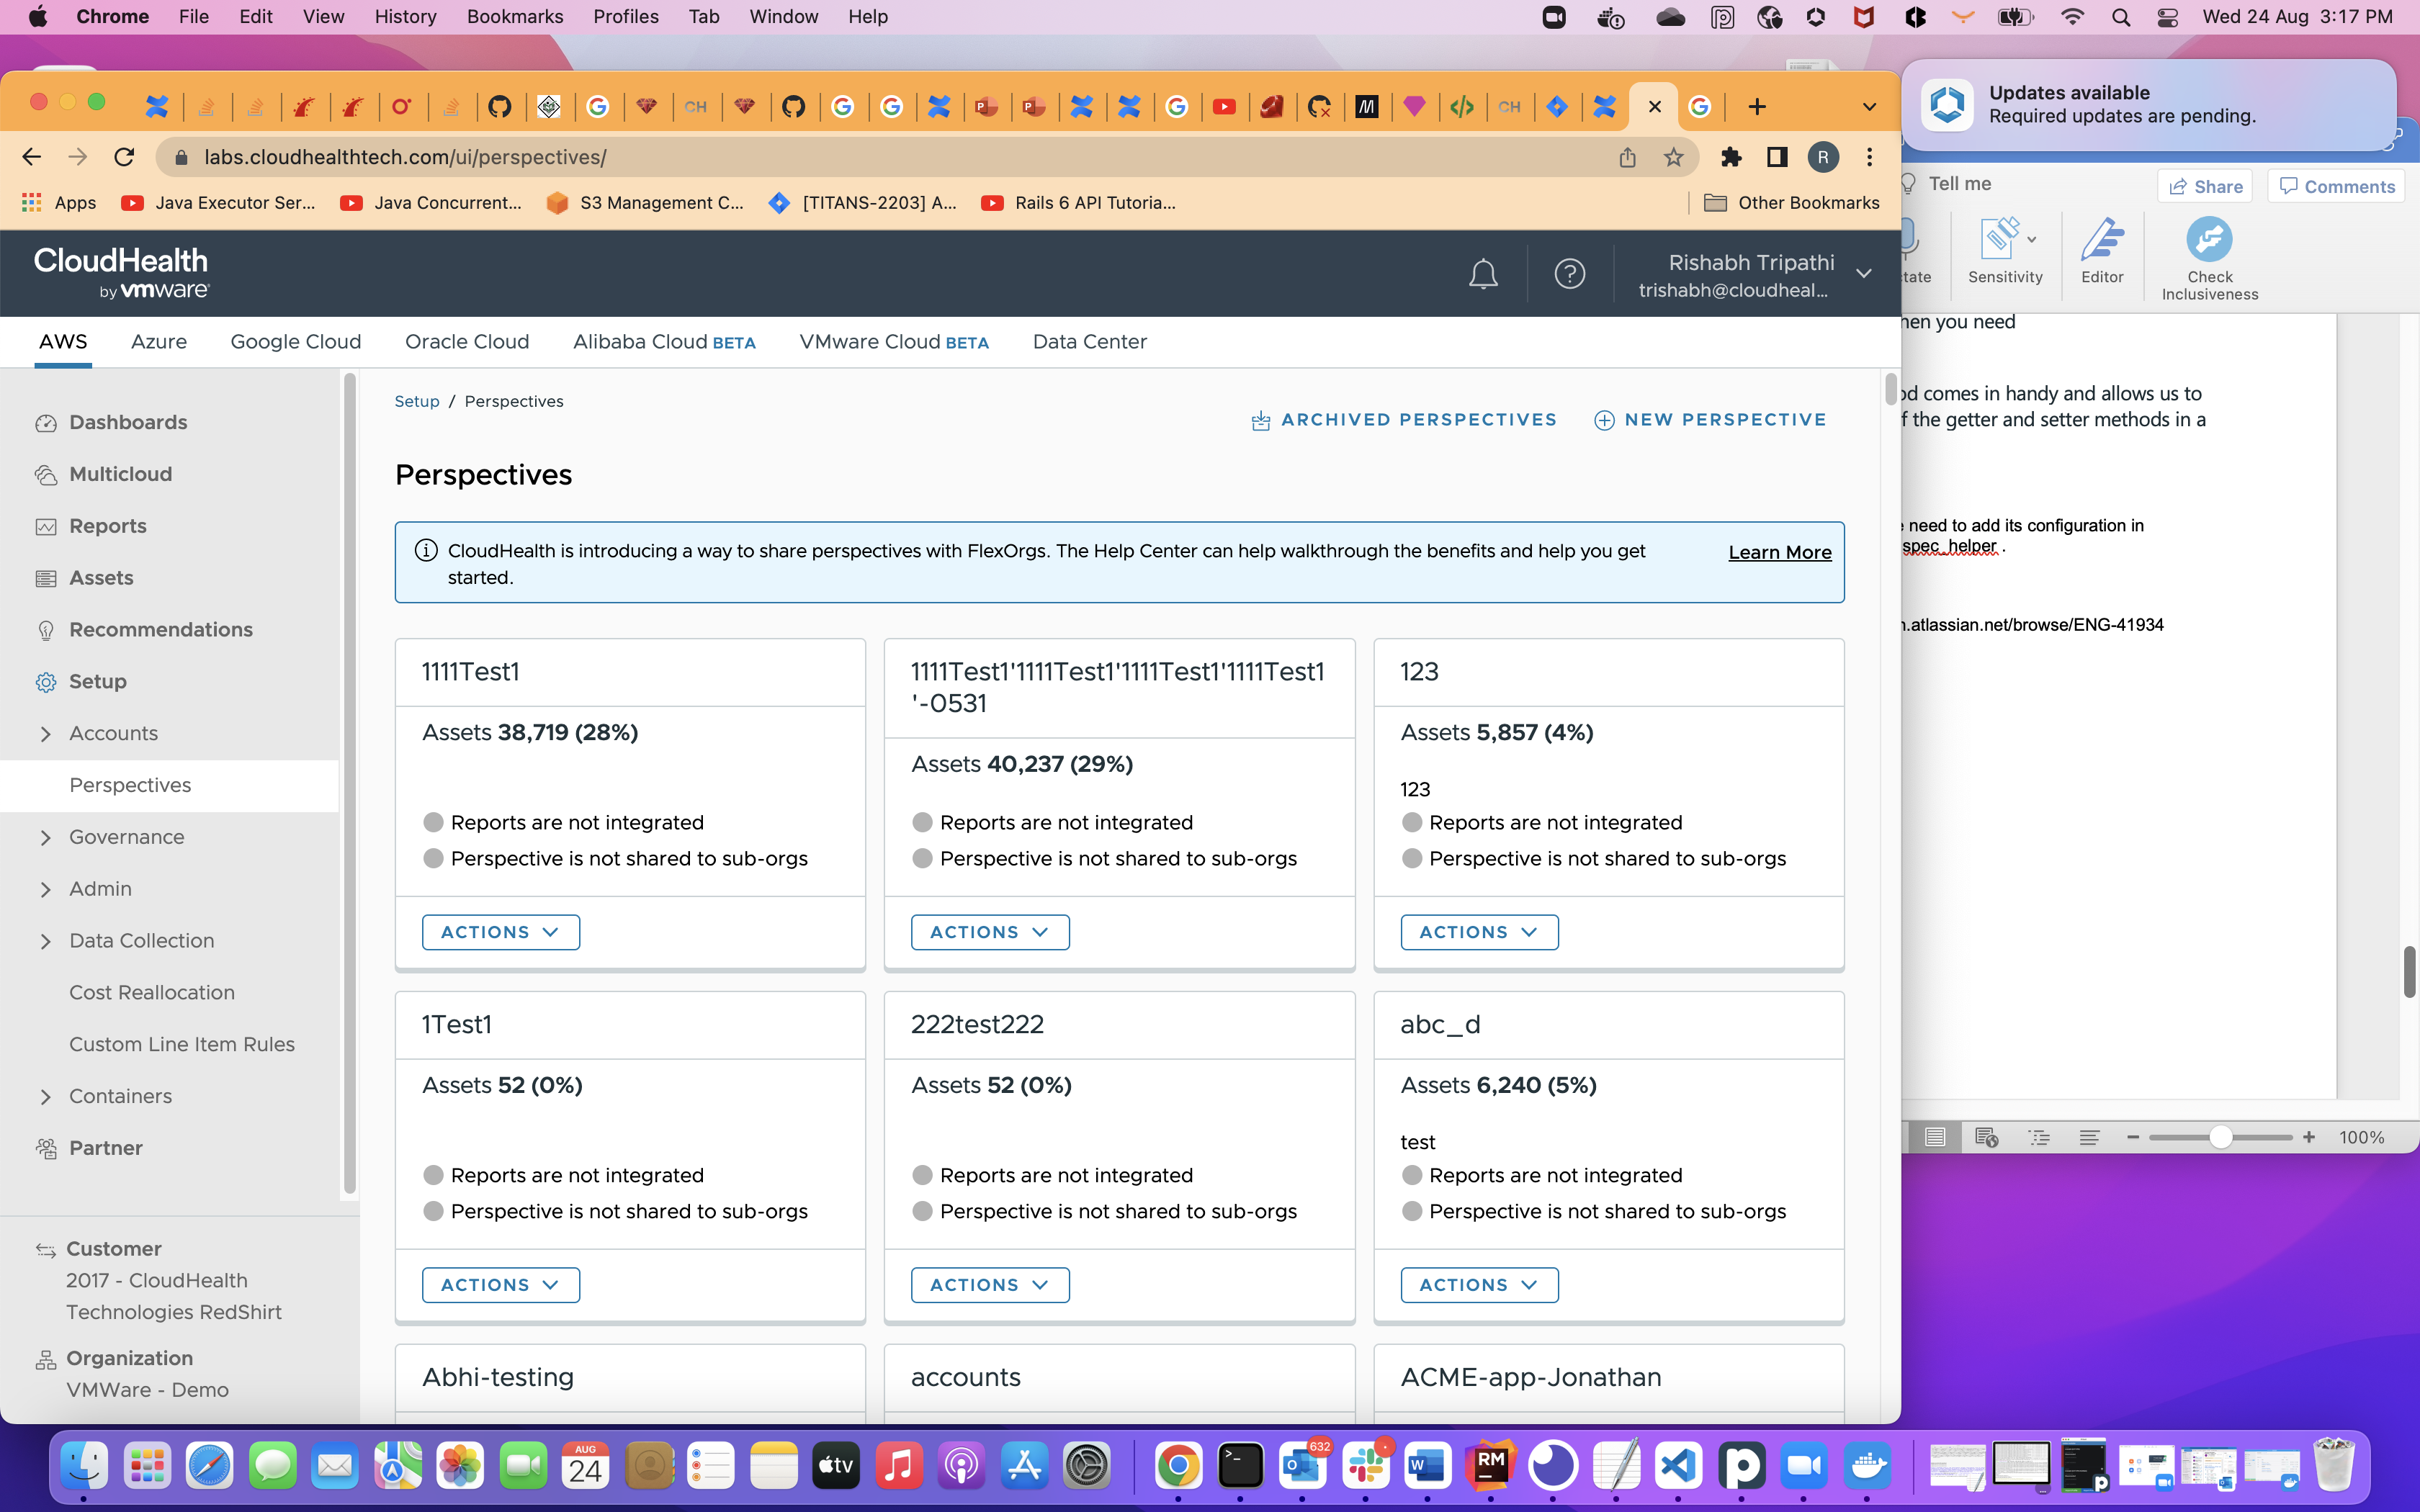 Chrome File Edit View History Bookmarks Profiles Tab Window Help
Wed 24 Aug 3:17 PM
Updates available
Required updates are pending.
labs.cloudhealthtech.com/ui/perspectives/
R
Apps Java Executor Ser... Java Concurrent... S3 Management C... [TITANS-2203] A... Rails 6 API Tutoria... Other Bookmarks
CloudHealth
by vmware
Rishabh Tripathi
trishabh@cloudheal...
AWS Azure Google Cloud Oracle Cloud Alibaba Cloud BETA VMware Cloud BETA Data Center
Dashboards
Multicloud
Reports
Assets
Recommendations
Setup
Accounts
Perspectives
Governance
Admin
Data Collection
Cost Reallocation
Custom Line Item Rules
Containers
Partner
Customer
2017 - CloudHealth
Technologies RedShirt
Organization
VMWare - Demo
Setup / Perspectives
ARCHIVED PERSPECTIVES NEW PERSPECTIVE
Perspectives
CloudHealth is introducing a way to share perspectives with FlexOrgs. The Help Center can help walkthrough the benefits and help you get
started.
Learn More
1111Test1
Assets 38,719 (28%)
Reports are not integrated
Perspective is not shared to sub-orgs
ACTIONS
1111Test1'1111Test1'1111Test1'1111Test1
'-0531
Assets 40,237 (29%)
Reports are not integrated
Perspective is not shared to sub-orgs
ACTIONS
123
Assets 5,857 (4%)
123
Reports are not integrated
Perspective is not shared to sub-orgs
ACTIONS
1Test1
Assets 52 (0%)
Reports are not integrated
Perspective is not shared to sub-orgs
ACTIONS
222test222
Assets 52 (0%)
Reports are not integrated
Perspective is not shared to sub-orgs
ACTIONS
abc_d
Assets 6,240 (5%)
test
Reports are not integrated
Perspective is not shared to sub-orgs
ACTIONS
Abhi-testing
accounts
ACME-app-Jonathan
Tell me
Share Comments
tate Sensitivity Editor Check
Inclusiveness
hen you need
od comes in handy and allows us to
f the getter and setter methods in a
need to add its configuration in
spec_helper .
n.atlassian.net/browse/ENG-41934
100%
AUG
24
tv
632
RM